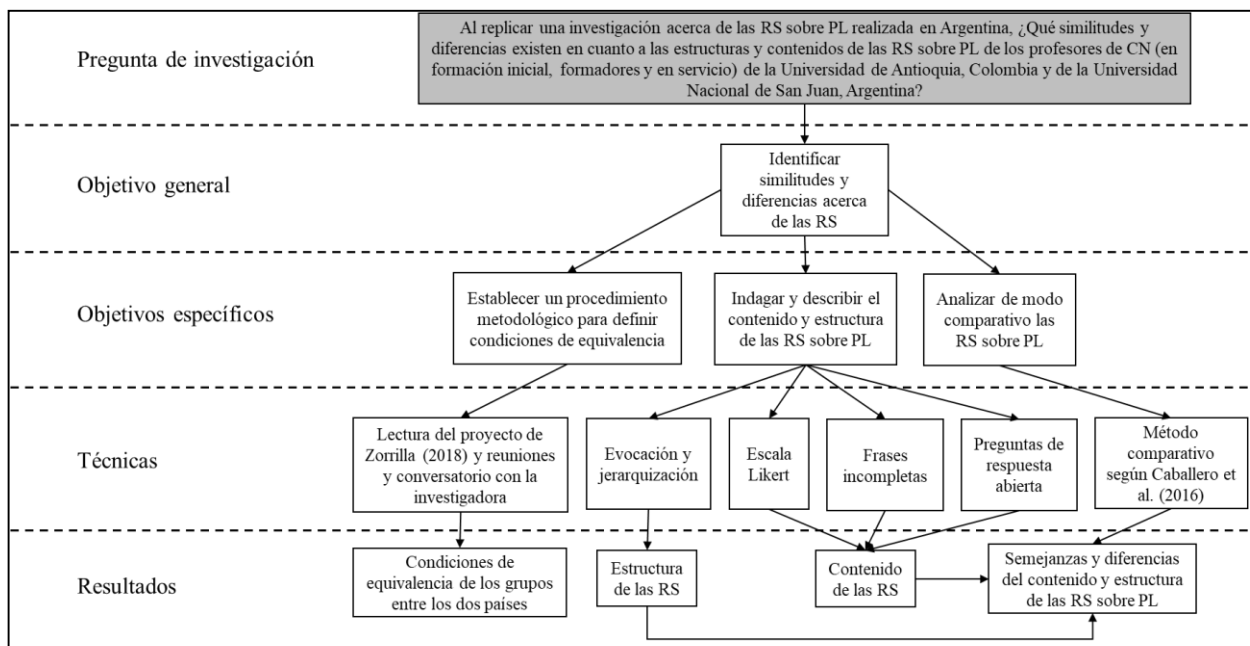 Pregunta de investigación
Al replicar una investigación acerca de las RS sobre PL realizada en Argentina, ¿Qué similitudes y
diferencias existen en cuanto a las estructuras y contenidos de las RS sobre PL de los profesores de CN (en
formación inicial, formadores y en servicio) de la Universidad de Antioquia, Colombia y de la Universidad
Nacional de San Juan, Argentina?
Objetivo general
Identificar
similitudes y
diferencias acerca
de las RS
Objetivos específicos
Establecer un procedimiento
metodológico para definir
condiciones de equivalencia
Indagar y describir el
contenido y estructura
de las RS sobre PL
Analizar de modo
comparativo las
RS sobre PL
Técnicas
Lectura del proyecto de
Zorrilla (2018) y reuniones
y conversatorio con la
investigadora
Evocación y
jerarquización
Escala
Likert
Frases
incompletas
Preguntas de
respuesta
abierta
Método
comparativo
según Caballero et
al. (2016)
Resultados
Condiciones de
equivalencia de los grupos
entre los dos países
Estructura
de las RS
Contenido
de las RS
Semejanzas y diferencias
del contenido y estructura
de las RS sobre PL